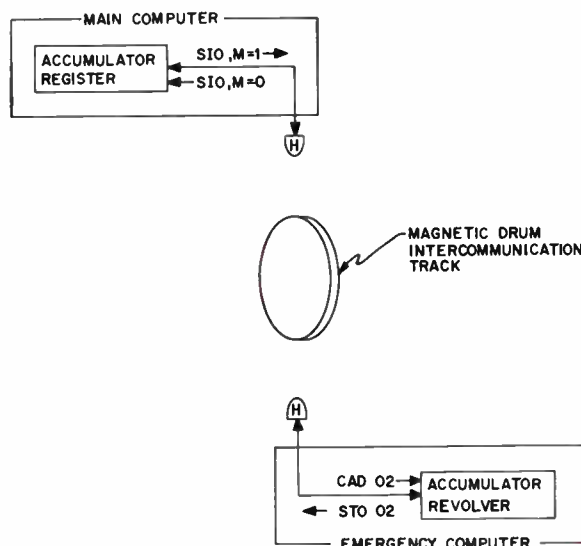 MAIN COMPUTER
ACCUMULATOR
REGISTER
SIO, M=1
SIO, M=0
H
MAGNETIC DRUM
INTERCOMMUNICATION
TRACK
H
CAD 02
STO 02
ACCUMULATOR
REVOLVER
EMERGENCY COMPUTER